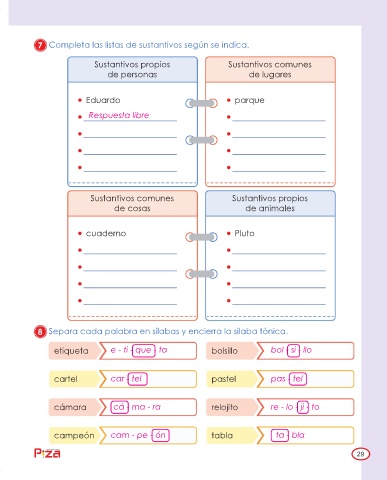 7 Completa las listas de sustantivos según se indica.
Sustantivos propios
de personas
Sustantivos comunes
de lugares
• Eduardo
• parque
• Respuesta libre
Sustantivos comunes
de cosas
Sustantivos propios
de animales
• cuaderno
• Pluto
8 Separa cada palabra en sílabas y encierra la sílaba tónica.
etiqueta e - ti - que - ta
bolsillo bol - si - llo
cartel car - tel
pastel pas - tel
cámara cá - ma - ra
relojito re - lo - ji - to
campeón cam - pe - ón
tabla ta - bla
P1zá
29